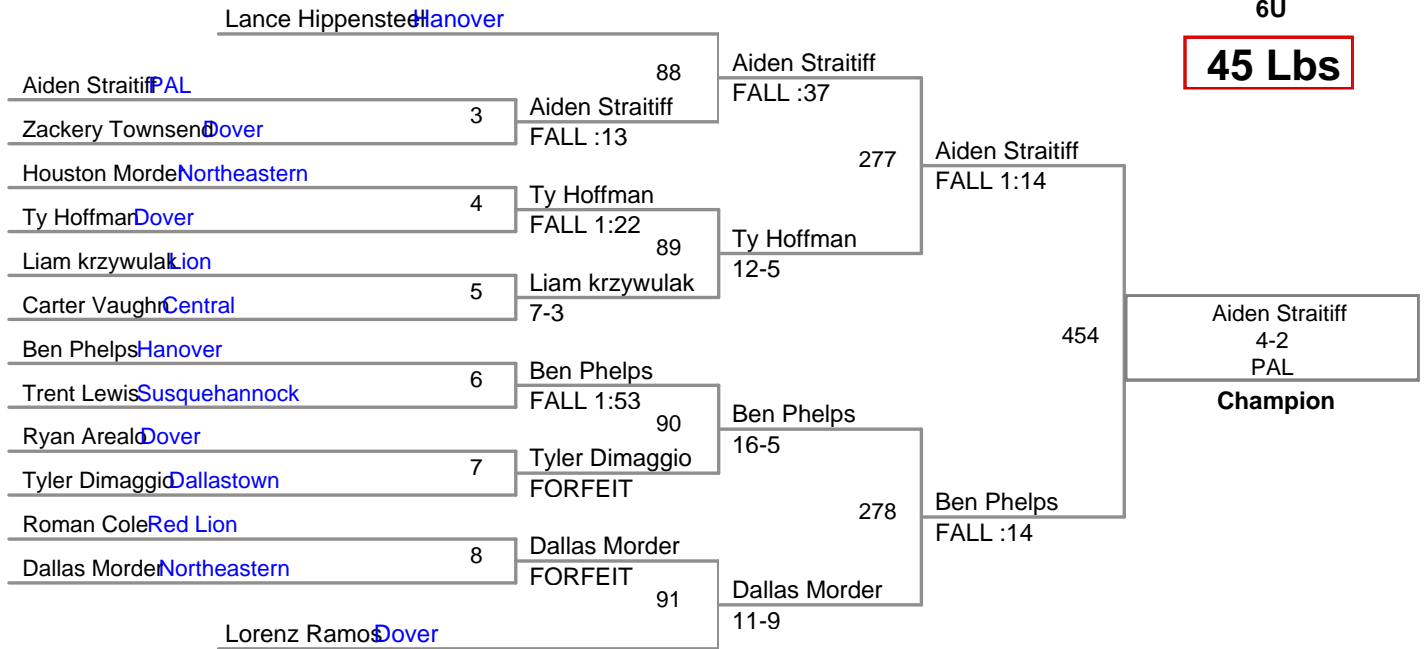 6U
45 Lbs
Lance Hippensteel Hanover
Aiden Straitiff PAL
Zackery Townsend Dover
Houston Morder Northeastern
Ty Hoffman Dover
Liam krzywulak Lion
Carter Vaughn Central
Ben Phelps Hanover
Trent Lewis Susquehannock
Ryan Arealo Dover
Tyler Dimaggio Dallastown
Roman Cole Red Lion
Dallas Morder Northeastern
Lorenz Ramos Dover
3
Aiden Straitiff
FALL :13
4
Ty Hoffman
FALL 1:22
5
Liam krzywulak
7-3
6
Ben Phelps
FALL 1:53
7
Tyler Dimaggio
FORFEIT
8
Dallas Morder
FORFEIT
88
Aiden Straitiff
FALL :37
89
Ty Hoffman
12-5
90
Ben Phelps
16-5
91
Dallas Morder
11-9
277
Aiden Straitiff
FALL 1:14
278
Ben Phelps
FALL :14
454
Aiden Straitiff
4-2
PAL
Champion